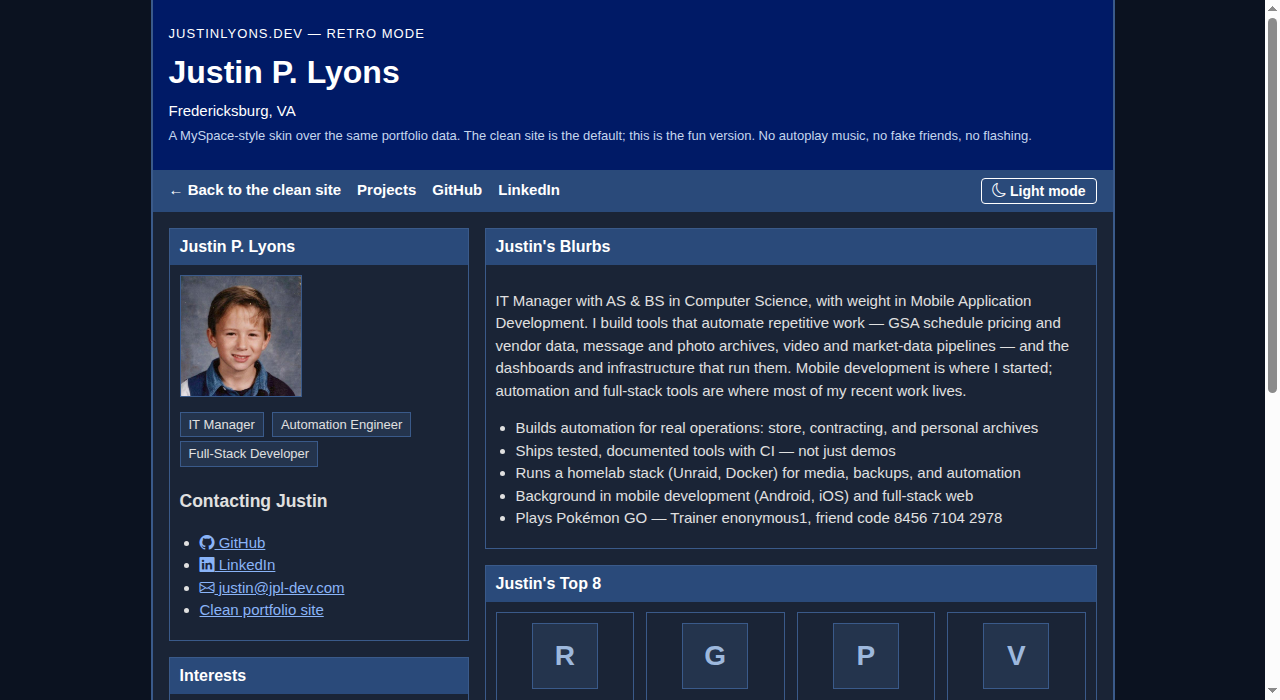 JUSTINLYONS.DEV — RETRO MODE
Justin P. Lyons
Fredericksburg, VA
A MySpace-style skin over the same portfolio data. The clean site is the default; this is the fun version. No autoplay music, no fake friends, no flashing.
← Back to the clean site Projects GitHub LinkedIn Light mode
Justin P. Lyons
IT Manager Automation Engineer
Full-Stack Developer
Contacting Justin
GitHub
LinkedIn
justin@jpl-dev.com
Clean portfolio site
Interests
Justin's Blurbs
IT Manager with AS & BS in Computer Science, with weight in Mobile Application
Development. I build tools that automate repetitive work — GSA schedule pricing and
vendor data, message and photo archives, video and market-data pipelines — and the
dashboards and infrastructure that run them. Mobile development is where I started;
automation and full-stack tools are where most of my recent work lives.
• Builds automation for real operations: store, contracting, and personal archives
• Ships tested, documented tools with CI — not just demos
• Runs a homelab stack (Unraid, Docker) for media, backups, and automation
• Background in mobile development (Android, iOS) and full-stack web
• Plays Pokémon GO — Trainer enonymous1, friend code 8456 7104 2978
Justin's Top 8
R G P V